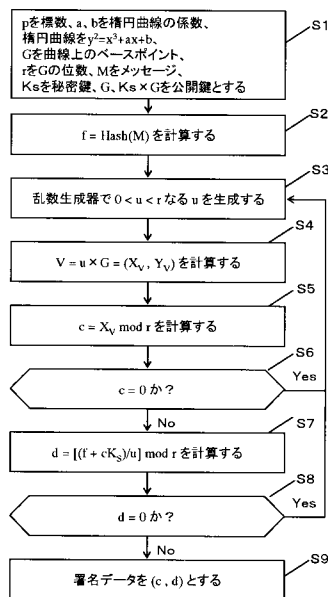 pを標数、a、bを楕円曲線の係数、
楕円曲線をy²=x³+ax+b、
Gを曲線上のベースポイント、
rをGの位数、Mをメッセージ、
Ksを秘密鍵、G、Ks×Gを公開鍵とする
S1
S2
f = Hash(M) を計算する
S3
乱数生成器で 0 < u < r なる u を生成する
S4
V = u × G = (X_V , Y_V) を計算する
S5
c = X_V mod r を計算する
S6
c = 0 か？
Yes
No
S7
d = [(f + cK_S)/u] mod r を計算する
S8
d = 0 か？
Yes
No
S9
署名データを (c , d) とする